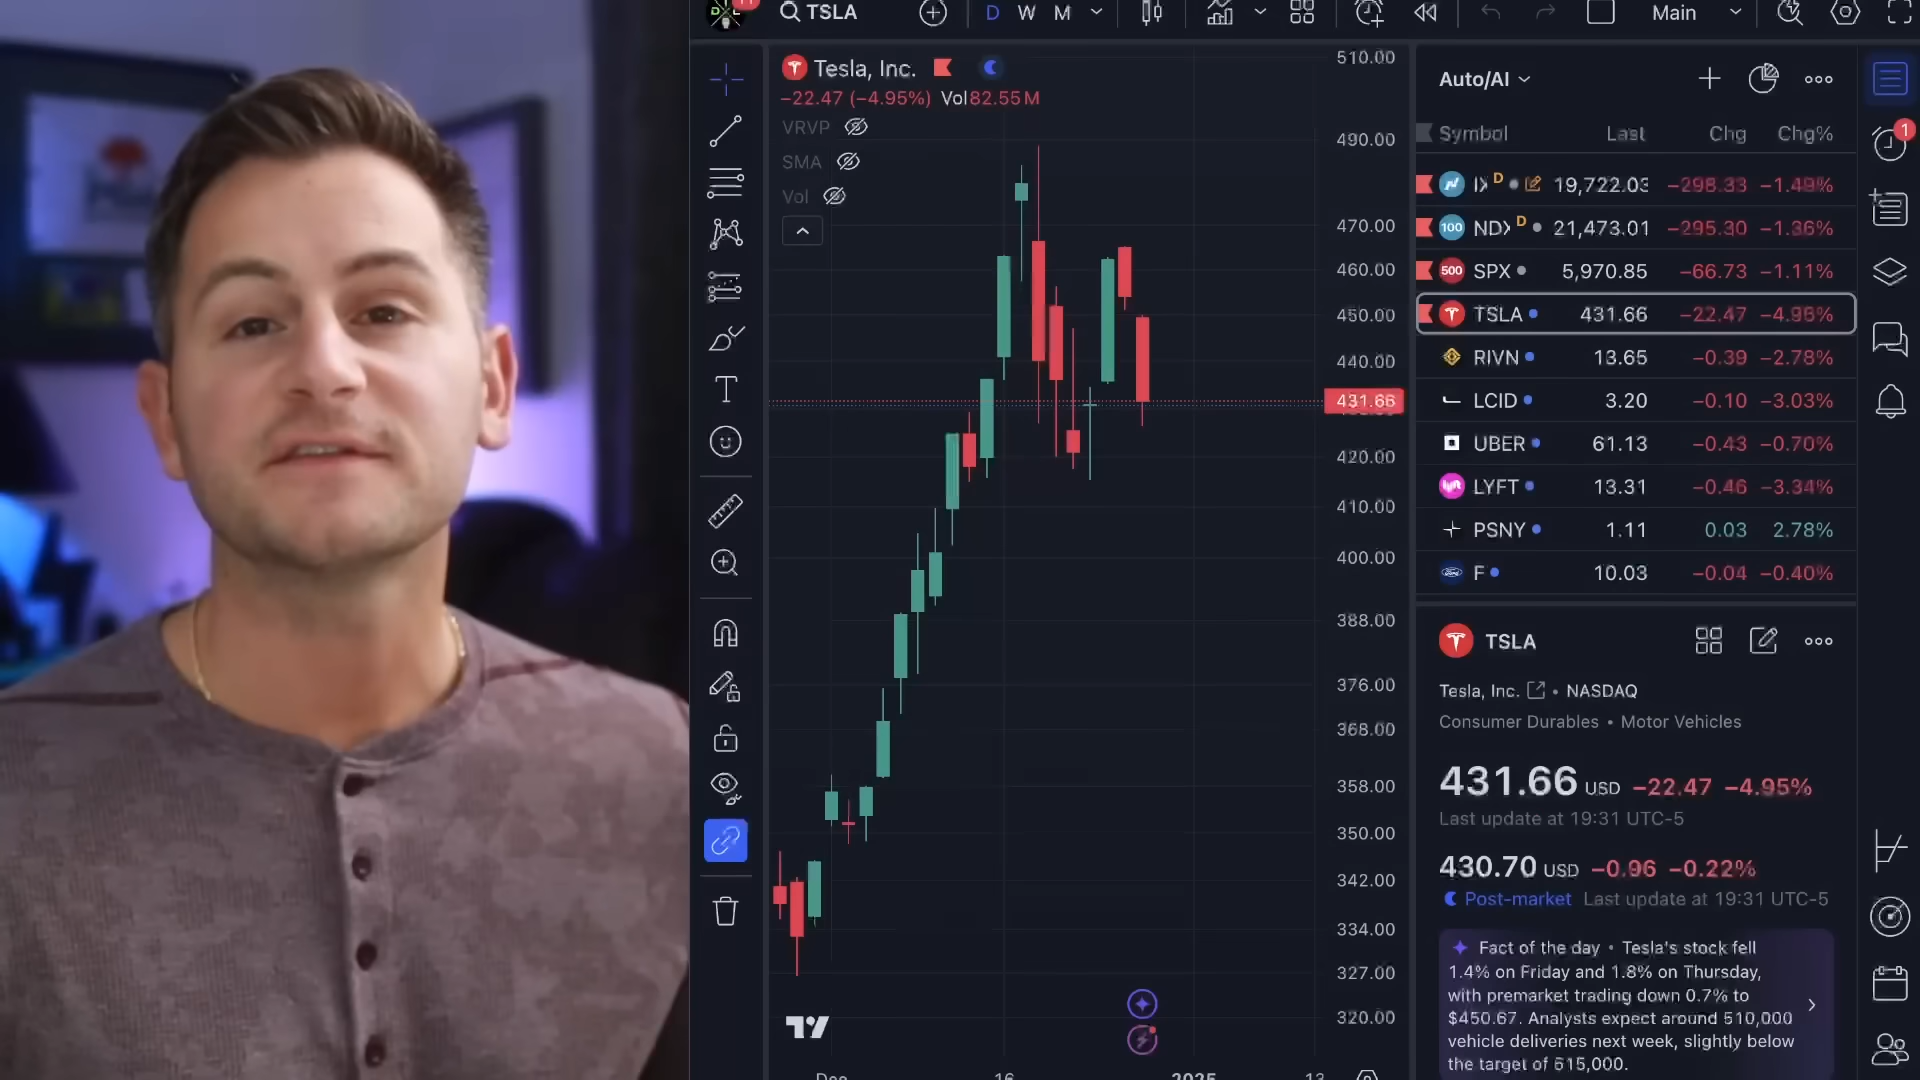 TSLA
D W M
Main
Tesla, Inc.
−22.47 (−4.95%) Vol82.55M
VRVP
SMA
Vol
510.00
490.00
470.00
460.00
450.00
440.00
431.66
420.00
410.00
400.00
388.00
376.00
368.00
358.00
350.00
342.00
334.00
327.00
320.00
16
2025
13
Auto/AI
Symbol Last Chg Chg%
D 19,722.03 −298.33 −1.49%
100 NDX D 21,473.01 −295.30 −1.36%
500 SPX 5,970.85 −66.73 −1.11%
TSLA 431.66 −22.47 −4.95%
RIVN 13.65 −0.39 −2.78%
LCID 3.20 −0.10 −3.03%
UBER 61.13 −0.43 −0.70%
LYFT 13.31 −0.46 −3.34%
PSNY 1.11 0.03 2.78%
F 10.03 −0.04 −0.40%
TSLA
Tesla, Inc. • NASDAQ
Consumer Durables • Motor Vehicles
431.66 USD −22.47 −4.95%
Last update at 19:31 UTC-5
430.70 USD −0.96 −0.22%
Post-market Last update at 19:31 UTC-5
Fact of the day • Tesla's stock fell
1.4% on Friday and 1.8% on Thursday,
with premarket trading down 0.7% to
$450.67. Analysts expect around 510,000
vehicle deliveries next week, slightly below
the target of 515,000.
1